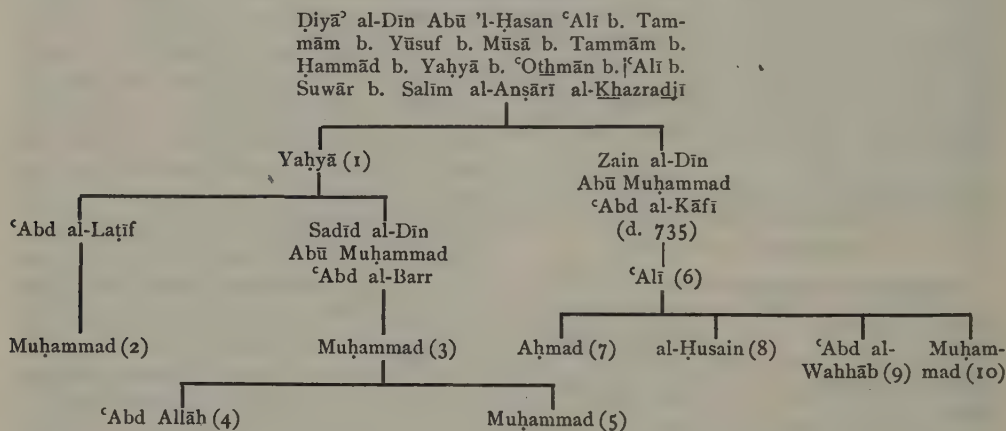 Ḍiyāʾ al-Dīn Abū ’l-Ḥasan ʿAlī b. Tam-
mām b. Yūsuf b. Mūsā b. Tammām b.
Ḥammād b. Yaḥyā b. ʿOthmān b. ʿAlī b.
Suwār b. Salīm al-Anṣārī al-Khazradjī
Yaḥyā (1)
Zain al-Dīn
Abū Muḥammad
ʿAbd al-Kāfī
(d. 735)
ʿAbd al-Laṭīf
Sadīd al-Dīn
Abū Muḥammad
ʿAbd al-Barr
ʿAlī (6)
Muḥammad (2)
Muḥammad (3)
Aḥmad (7)
al-Ḥusain (8)
ʿAbd al-
Wahhāb (9)
Muḥam-
mad (10)
ʿAbd Allāh (4)
Muḥammad (5)